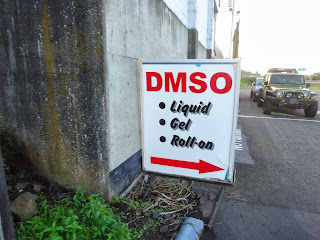 DMSO
• Liquid
• Gel
• Roll-on